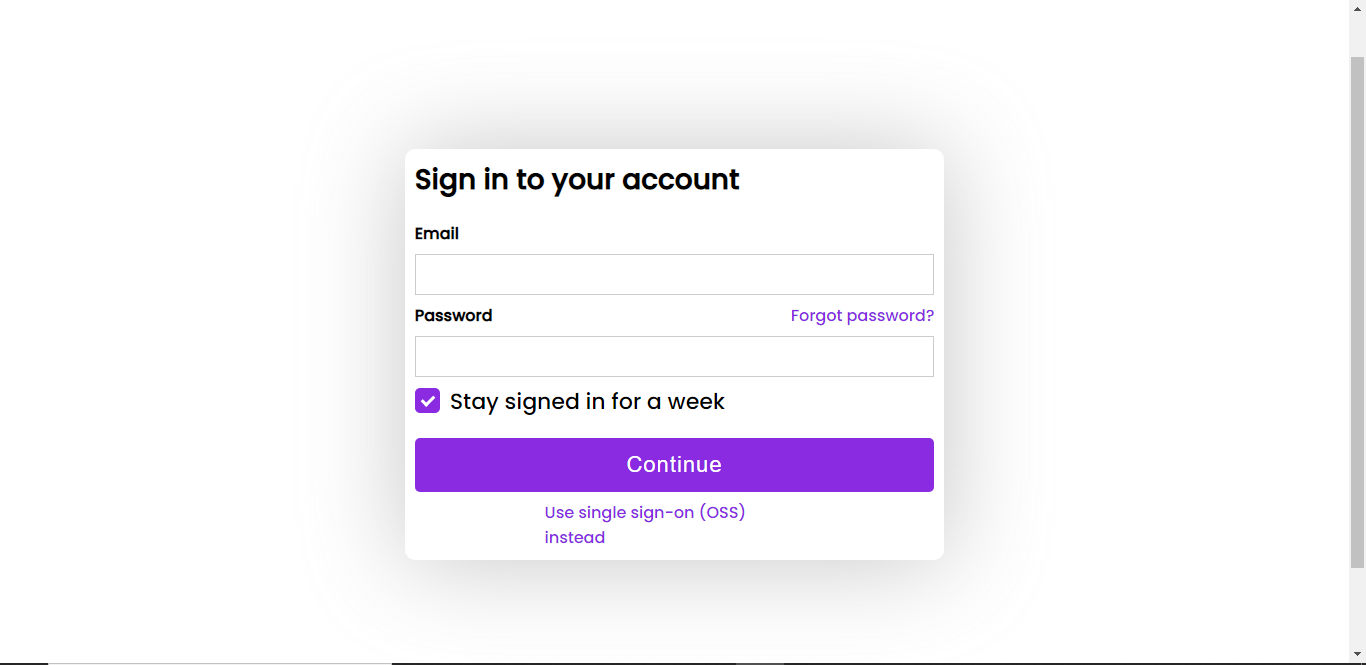 Sign in to your account
Email
Password
Forgot password?
Stay signed in for a week
Continue
Use single sign-on (OSS)
instead